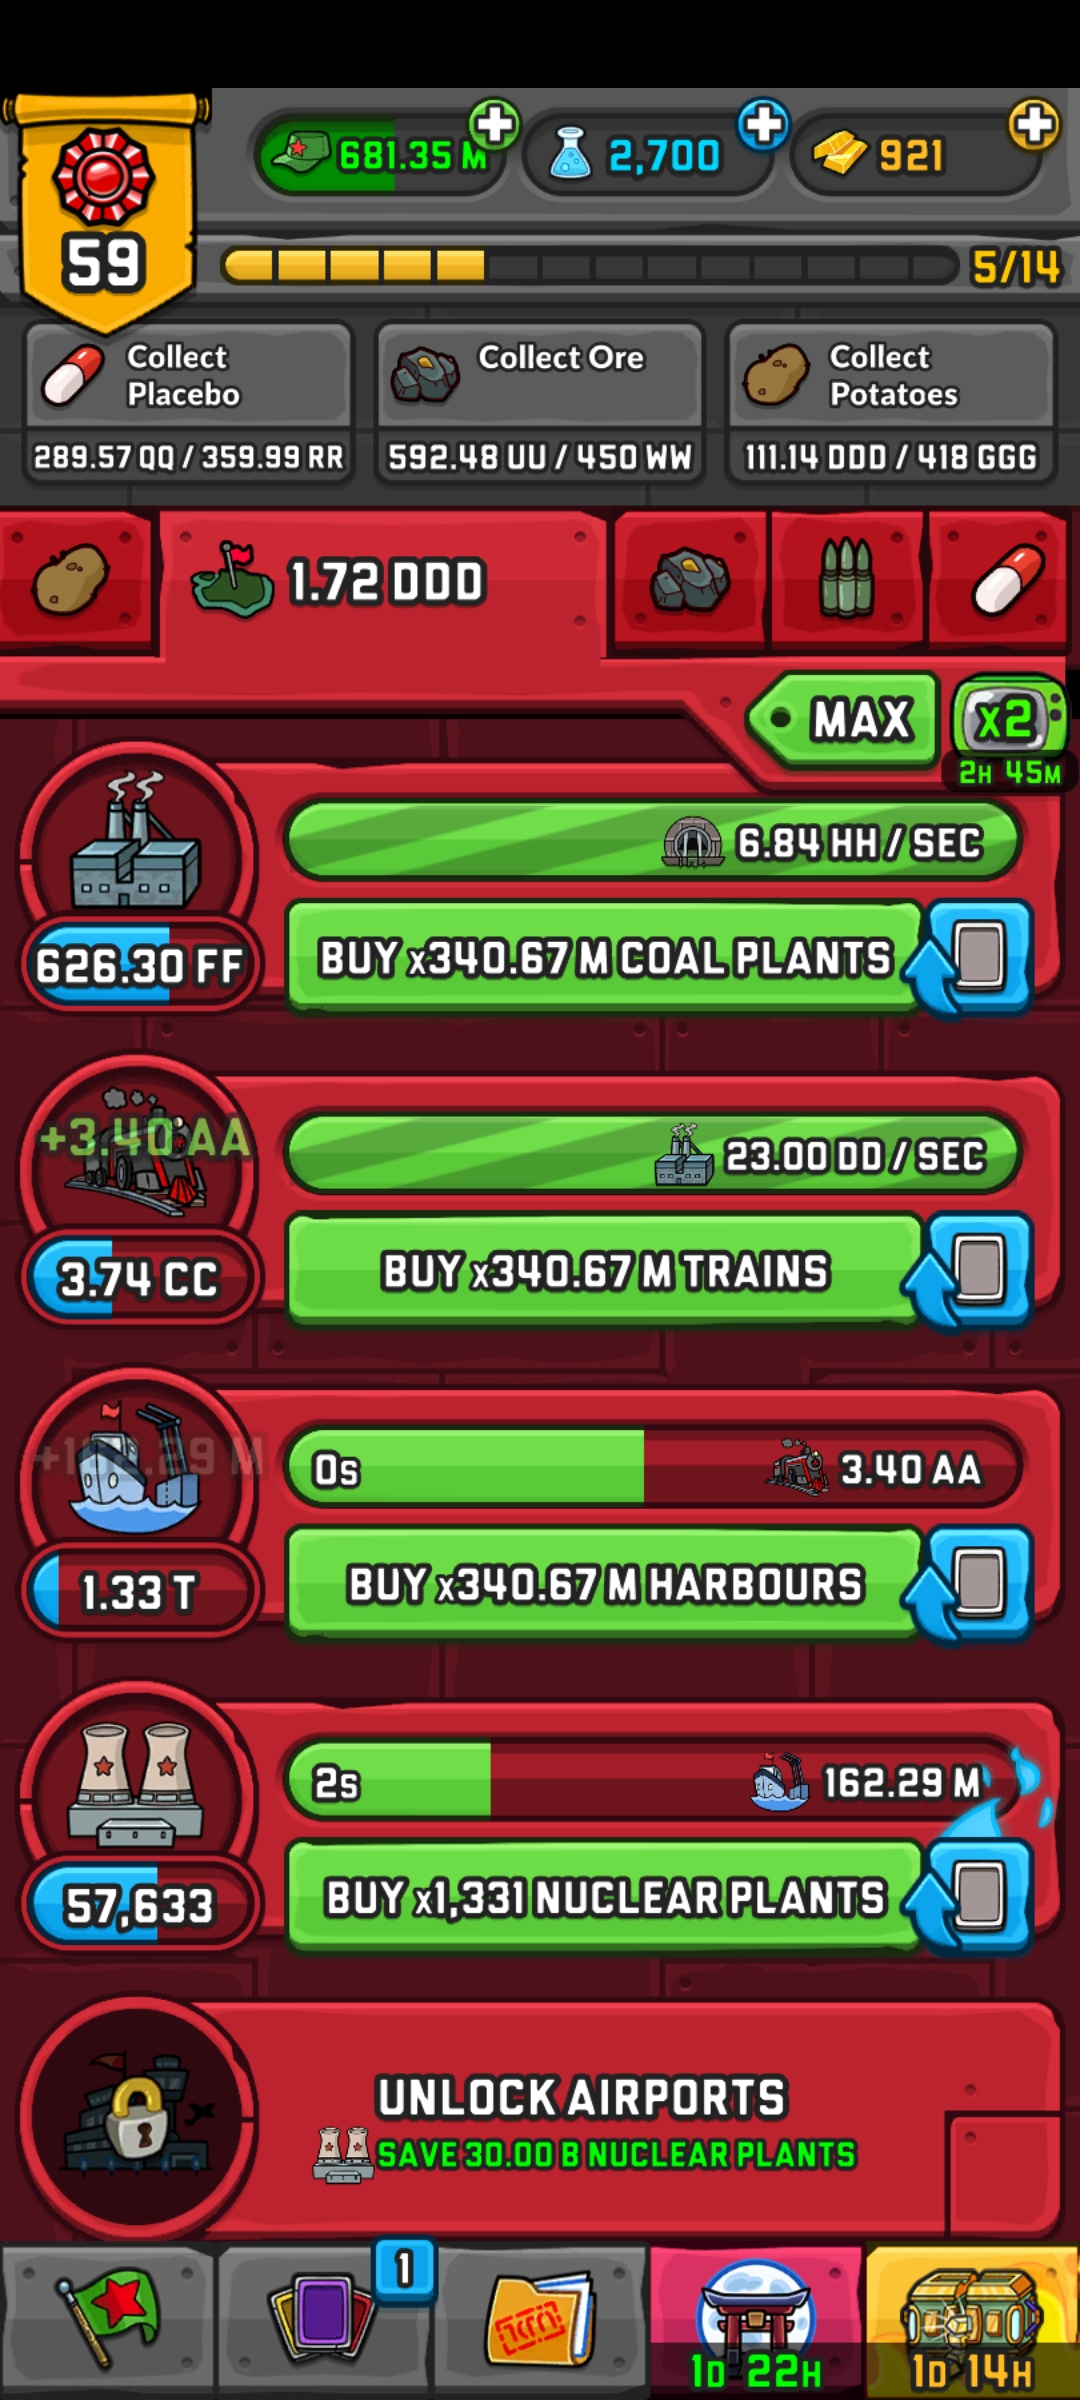 681.35 M
2,700
921
59
5/14
Collect
Placebo
289.57 QQ / 359.99 RR
Collect Ore
592.48 UU / 450 WW
Collect
Potatoes
111.14 DDD / 418 GGG
1.72 DDD
MAX
x2
2H 45M
6.84 HH / SEC
626.30 FF
BUY x340.67 M COAL PLANTS
+3.40 AA
23.00 DD / SEC
3.74 CC
BUY x340.67 M TRAINS
+162.29 M
0s
3.40 AA
1.33 T
BUY x340.67 M HARBOURS
2s
162.29 M
57,633
BUY x1,331 NUCLEAR PLANTS
UNLOCK AIRPORTS
SAVE 30.00 B NUCLEAR PLANTS
1
1D 22H
1D 14H